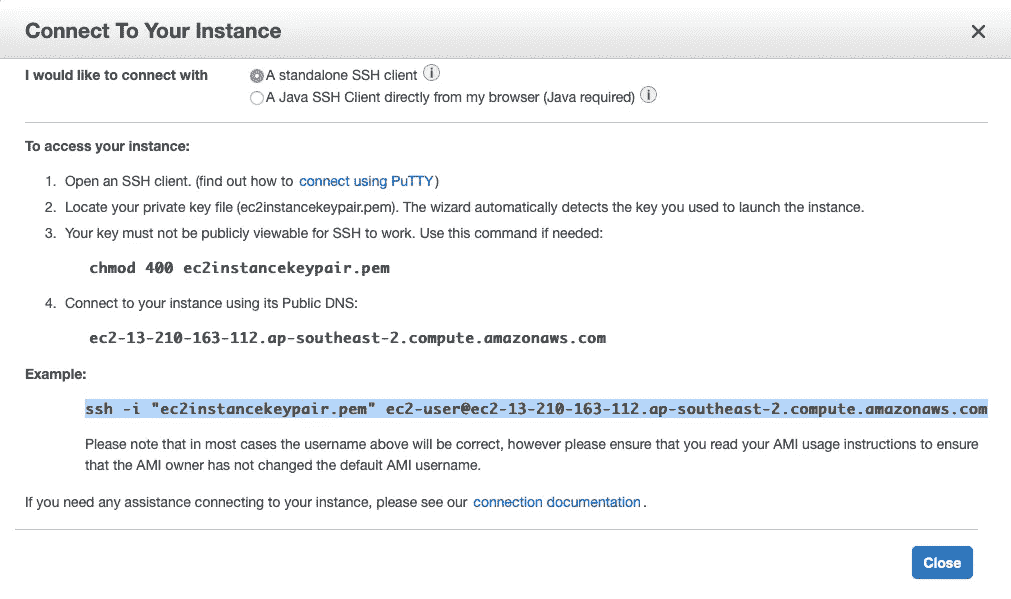 Connect To Your Instance
I would like to connect with
A standalone SSH client
A Java SSH Client directly from my browser (Java required)
To access your instance:
1. Open an SSH client. (find out how to connect using PuTTY)
2. Locate your private key file (ec2instancekeypair.pem). The wizard automatically detects the key you used to launch the instance.
3. Your key must not be publicly viewable for SSH to work. Use this command if needed:
chmod 400 ec2instancekeypair.pem
4. Connect to your instance using its Public DNS:
ec2-13-210-163-112.ap-southeast-2.compute.amazonaws.com
Example:
ssh -i "ec2instancekeypair.pem" ec2-user@ec2-13-210-163-112.ap-southeast-2.compute.amazonaws.com
Please note that in most cases the username above will be correct, however please ensure that you read your AMI usage instructions to ensure
that the AMI owner has not changed the default AMI username.
If you need any assistance connecting to your instance, please see our connection documentation .
Close